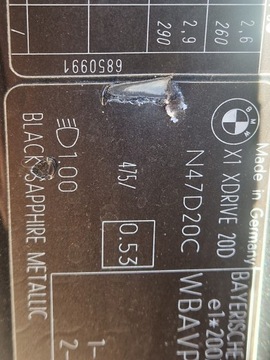 Made in Germany
X1 XDRIVE 20D
N47D20C
475/ 0.53
1.00
BLACK SAPPHIRE METALLIC
6850991
2.6
260
2.9
290
/
BAYERISCHE
e1*200
WBAVP
1-
2-